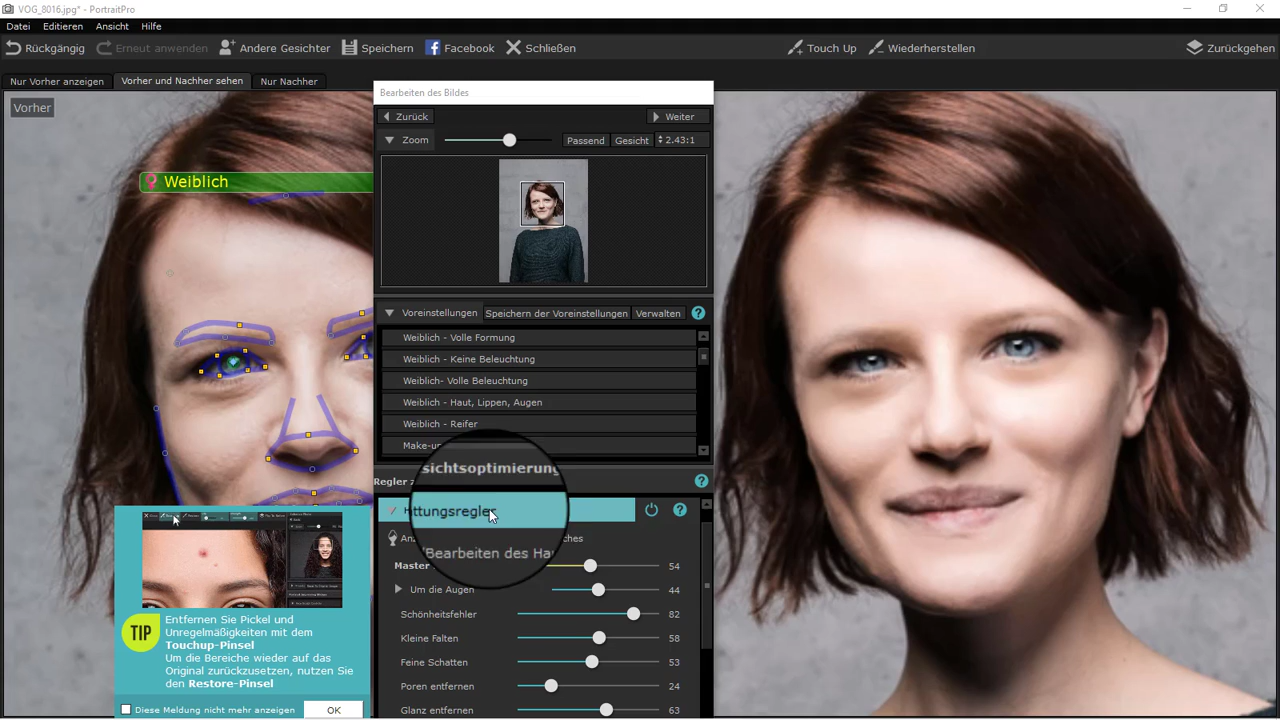 VOG_8016.jpg* - PortraitPro
Datei Editieren Ansicht Hilfe
Rückgängig Erneut anwenden Andere Gesichter Speichern Facebook Schließen Touch Up Wiederherstellen Zurückgehen
Nur Vorher anzeigen Vorher und Nachher sehen Nur Nachher
Vorher
Weiblich
Bearbeiten des Bildes
Zurück Weiter
Zoom Passend Gesicht 2.43:1
Voreinstellungen Speichern der Voreinstellungen Verwalten ?
Weiblich - Volle Formung
Weiblich - Keine Beleuchtung
Weiblich- Volle Beleuchtung
Weiblich - Haut, Lippen, Augen
Weiblich - Reifer
Make-up
sichtsoptimierung
Regler z ?
ttungsregler ?
Anz ches
Bearbeiten des Ha
Master 54
Um die Augen 44
Schönheitsfehler 82
Kleine Falten 58
Feine Schatten 53
Poren entfernen 24
Glanz entfernen 63
TIP
Entfernen Sie Pickel und
Unregelmäßigkeiten mit dem
Touchup-Pinsel
Um die Bereiche wieder auf das
Original zurückzusetzen, nutzen Sie
den Restore-Pinsel
Diese Meldung nicht mehr anzeigen OK